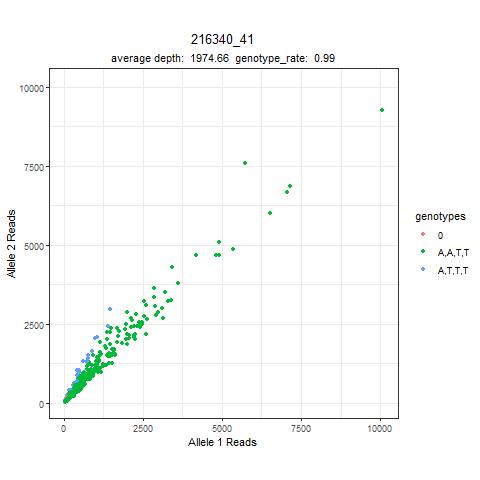 216340_41
average depth:  1974.66  genotype_rate:  0.99
10000
7500
5000
2500
0
Allele 2 Reads
0
2500
5000
7500
10000
Allele 1 Reads
genotypes
0
A,A,T,T
A,T,T,T